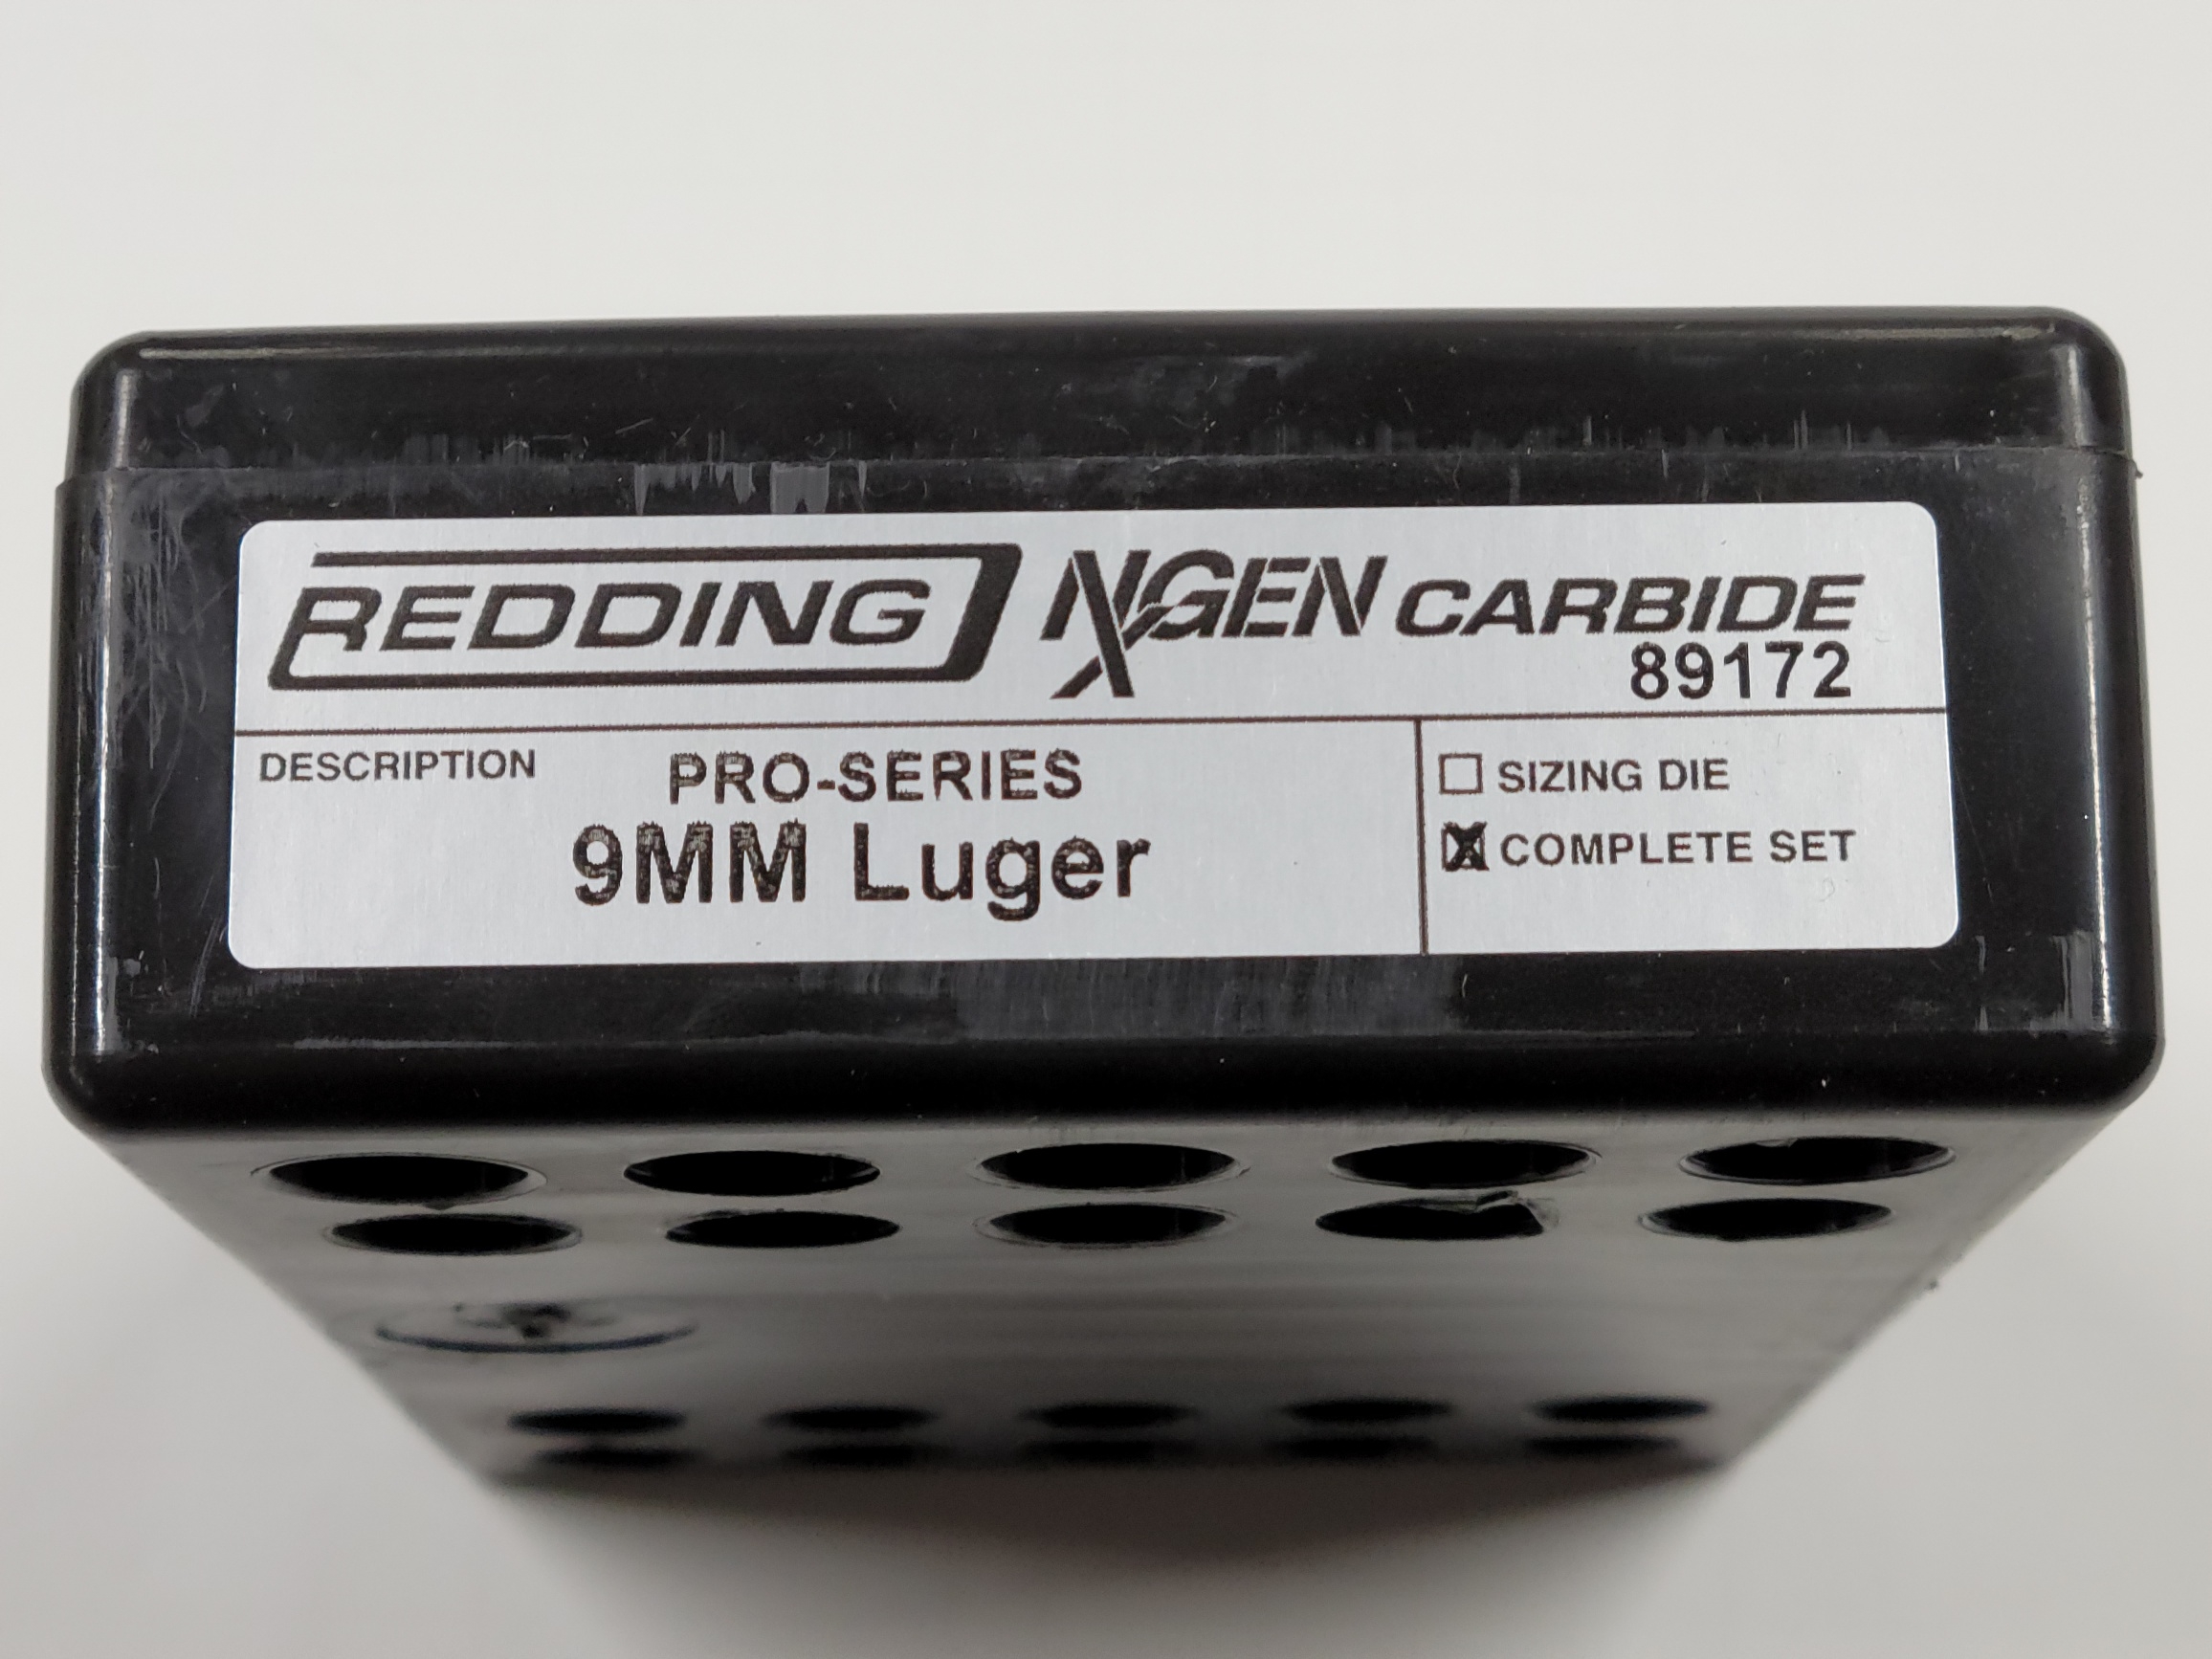 REDDING NXGEN CARBIDE
89172
DESCRIPTION PRO-SERIES
9MM Luger
SIZING DIE
COMPLETE SET